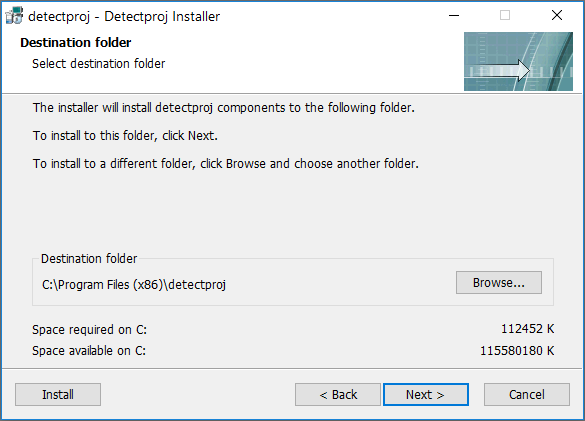 detectproj - Detectproj Installer
Destination folder
Select destination folder
The installer will install detectproj components to the following folder.
To install to this folder, click Next.
To install to a different folder, click Browse and choose another folder.
Destination folder
C:\Program Files (x86)\detectproj
Browse...
Space required on C: 112452 K
Space available on C: 115580180 K
Install
< Back
Next >
Cancel